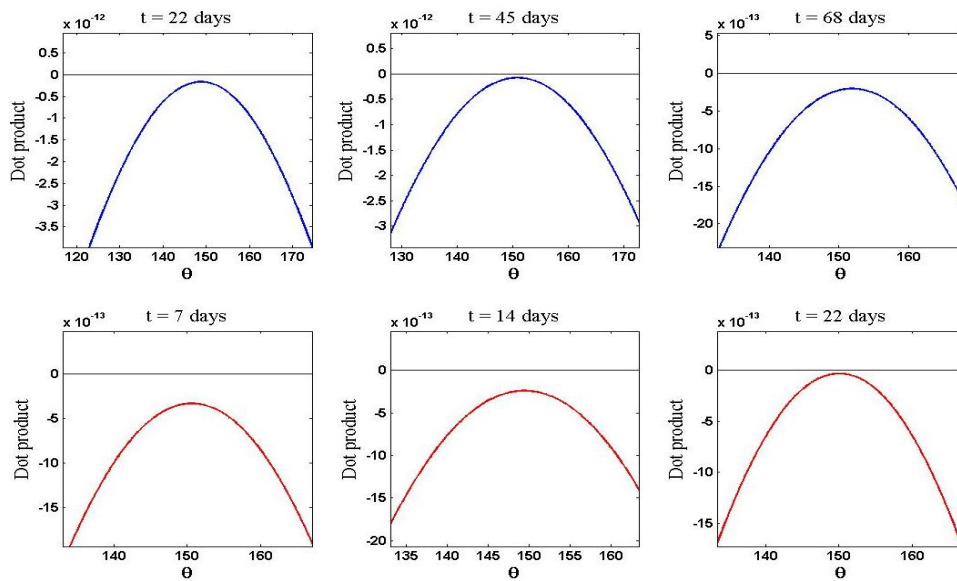 t = 22 days
x 10^-12
0.5
0
-0.5
-1
-1.5
-2
-2.5
-3
-3.5
Dot product
120 130 140 150 160 170
Θ
t = 45 days
x 10^-12
0.5
0
-0.5
-1
-1.5
-2
-2.5
-3
Dot product
130 140 150 160 170
Θ
t = 68 days
x 10^-13
5
0
-5
-10
-15
-20
Dot product
140 150 160
Θ
t = 7 days
x 10^-13
0
-5
-10
-15
Dot product
140 150 160
Θ
t = 14 days
x 10^-13
0
-5
-10
-15
-20
Dot product
135 140 145 150 155 160
Θ
t = 22 days
x 10^-13
0
-5
-10
-15
Dot product
140 150 160
Θ